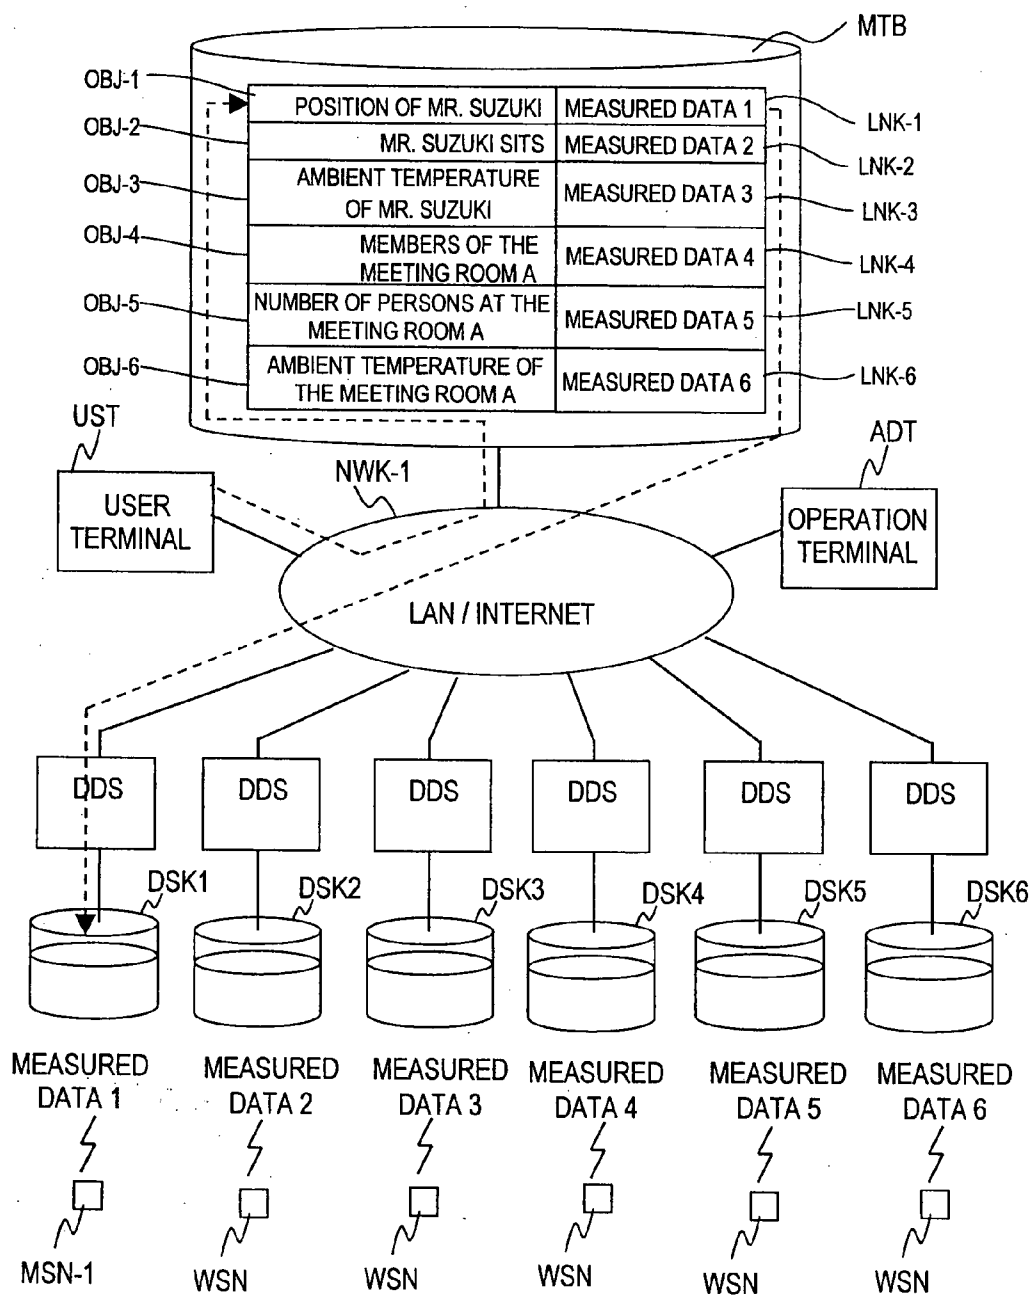 MTB
OBJ-1
POSITION OF MR. SUZUKI
MEASURED DATA 1
LNK-1
OBJ-2
MR. SUZUKI SITS
MEASURED DATA 2
LNK-2
OBJ-3
AMBIENT TEMPERATURE
OF MR. SUZUKI
MEASURED DATA 3
LNK-3
OBJ-4
MEMBERS OF THE
MEETING ROOM A
MEASURED DATA 4
LNK-4
OBJ-5
NUMBER OF PERSONS AT THE
MEETING ROOM A
MEASURED DATA 5
LNK-5
OBJ-6
AMBIENT TEMPERATURE OF
THE MEETING ROOM A
MEASURED DATA 6
LNK-6
UST
USER
TERMINAL
NWK-1
ADT
OPERATION
TERMINAL
LAN / INTERNET
DDS
DDS
DDS
DDS
DDS
DDS
DSK1
DSK2
DSK3
DSK4
DSK5
DSK6
MEASURED
DATA 1
MEASURED
DATA 2
MEASURED
DATA 3
MEASURED
DATA 4
MEASURED
DATA 5
MEASURED
DATA 6
MSN-1
WSN
WSN
WSN
WSN
WSN